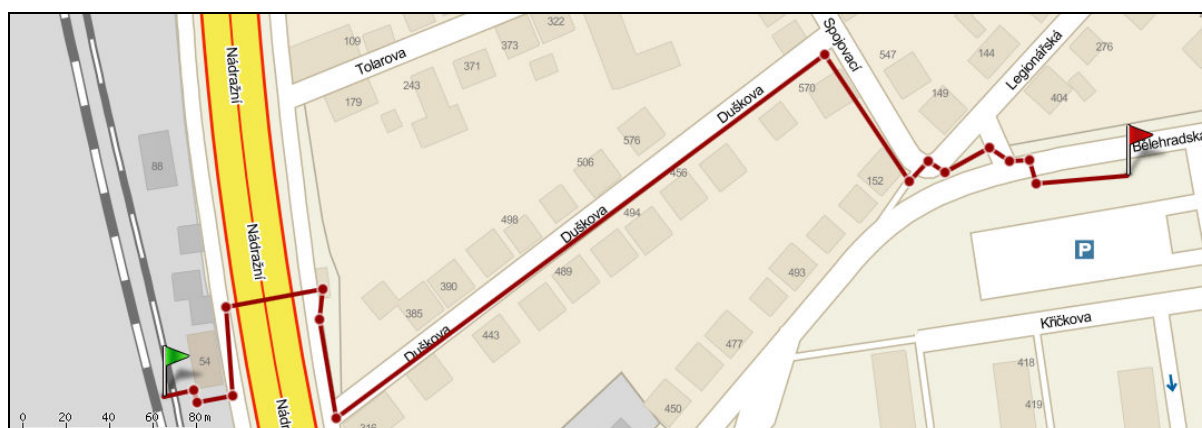 322
Nádražní
109
373
Spojovací
547
144
276
Tolarova
371
Legionářská
243
570
Duškova
149
404
179
88
576
Bělehradská
506
456
152
498
Duškova
494
Nádražní
489
493
P
390
385
443
Duškova
Křičkova
477
54
418
450
419
Nádražní
316
0 20 40 60 80 m